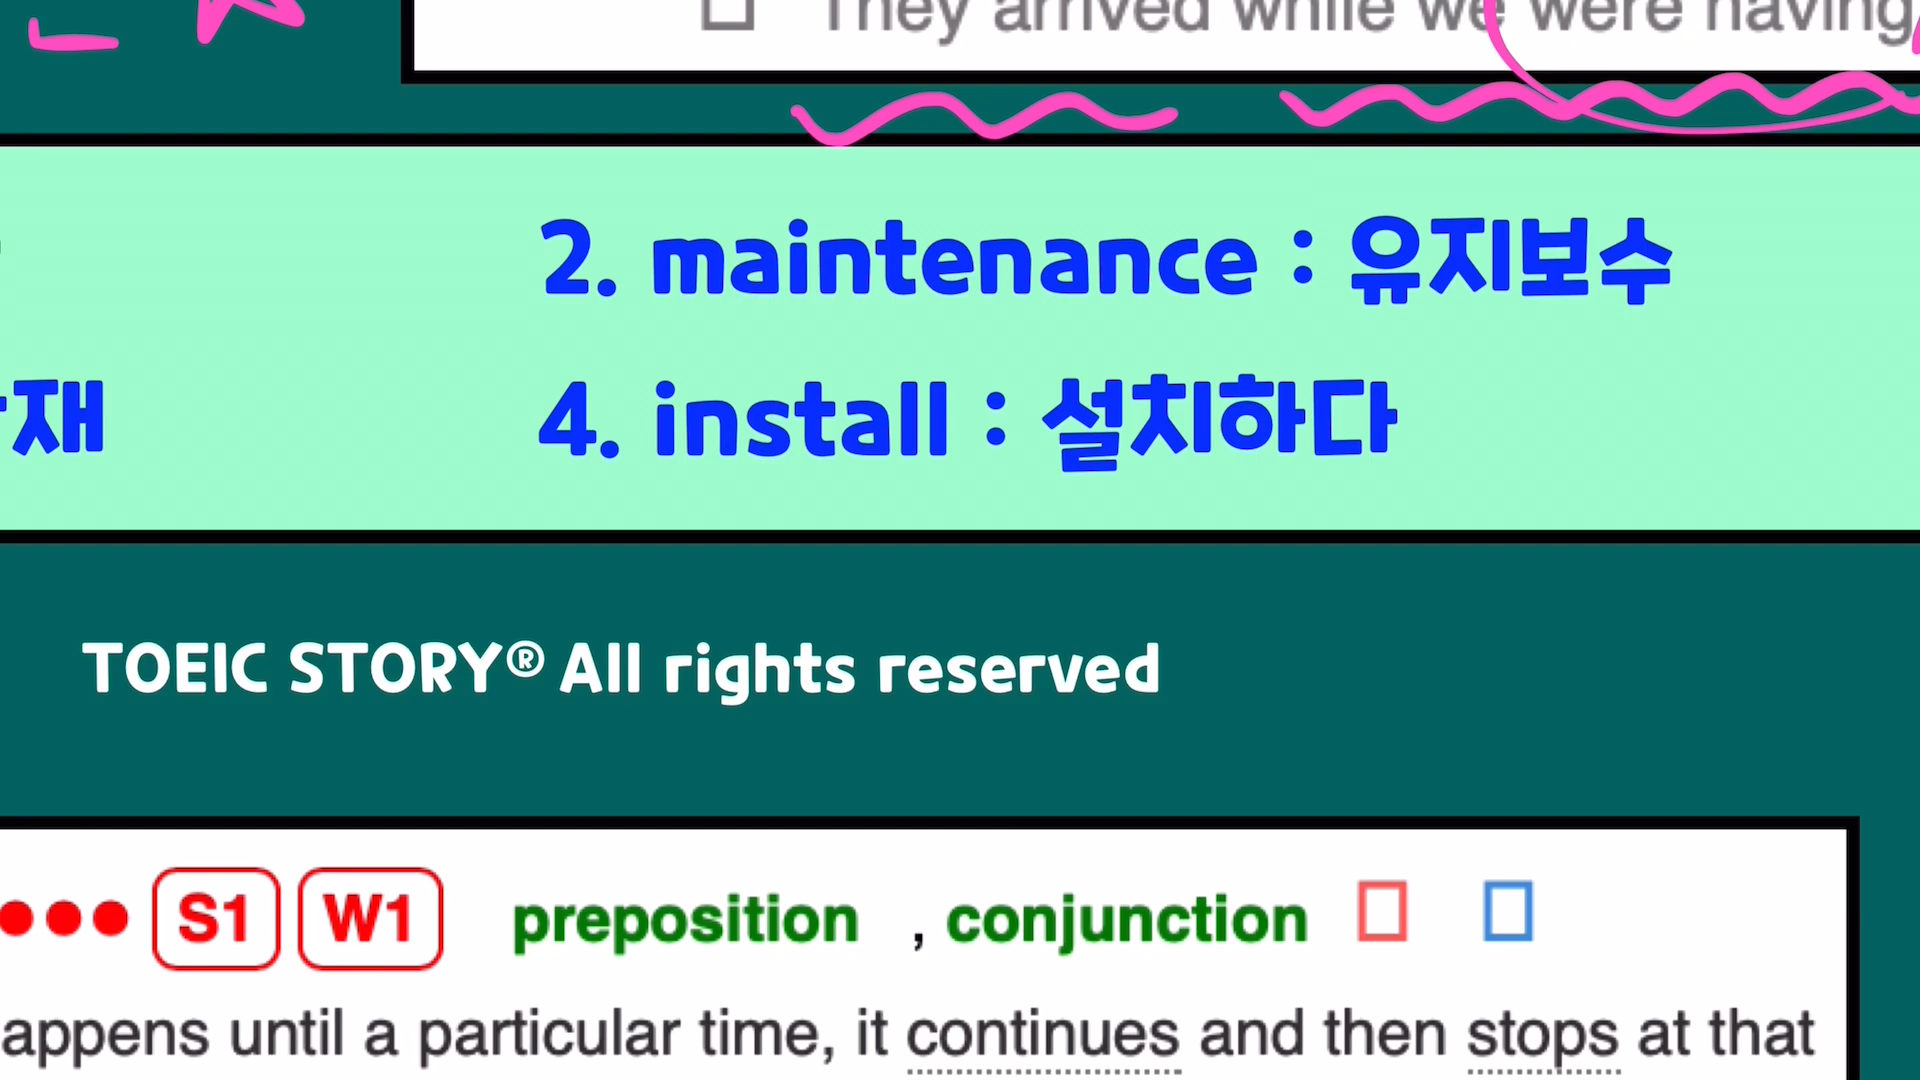 They arrived while we were having
2. maintenance : 유지보수
재
4. install : 설치하다
TOEIC STORY® All rights reserved
S1 W1 preposition , conjunction
appens until a particular time, it continues and then stops at that